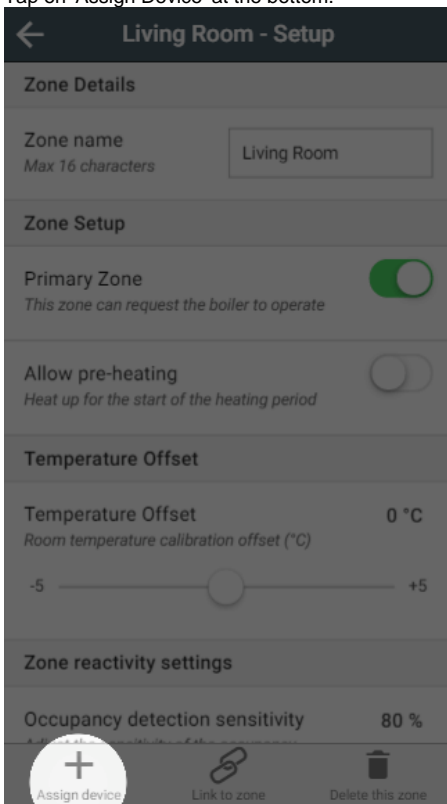 Tap on 'Assign Device' at the bottom.
Living Room - Setup
Zone Details
Zone name
Max 16 characters
Living Room
Zone Setup
Primary Zone
This zone can request the boiler to operate
Allow pre-heating
Heat up for the start of the heating period
Temperature Offset
Temperature Offset
0 °C
Room temperature calibration offset (°C)
-5
+5
Zone reactivity settings
Occupancy detection sensitivity
80 %
Assign device
Link to zone
Delete this zone